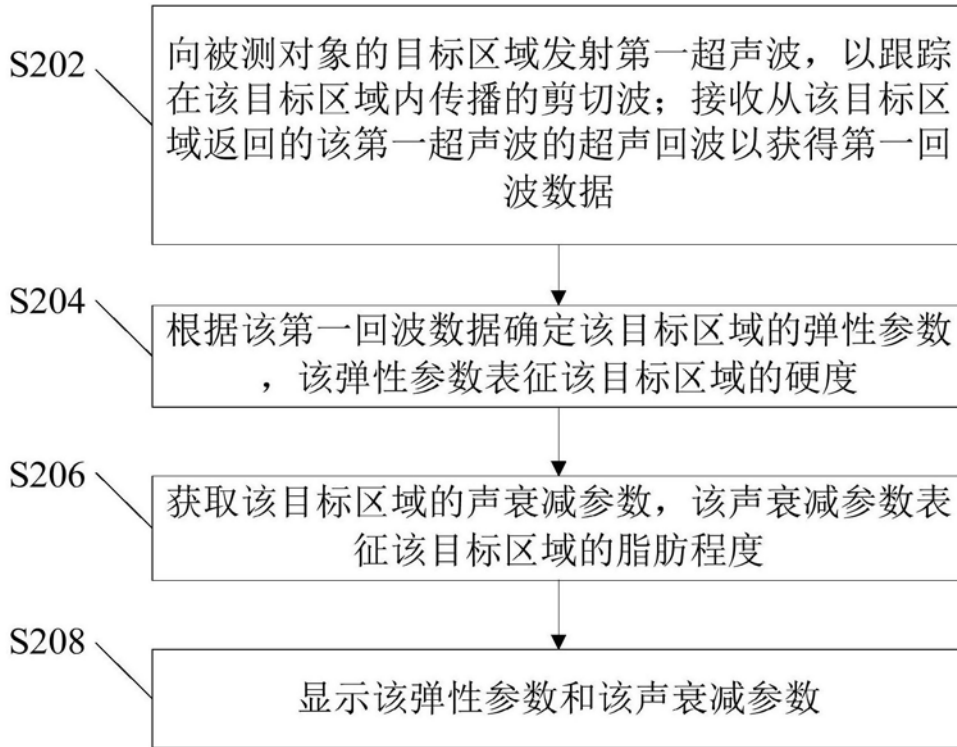 S202
向被测对象的目标区域发射第一超声波，以跟踪
在该目标区域内传播的剪切波；接收从该目标区
域返回的该第一超声波的超声回波以获得第一回
波数据
S204
根据该第一回波数据确定该目标区域的弹性参数
，该弹性参数表征该目标区域的硬度
S206
获取该目标区域的声衰减参数，该声衰减参数表
征该目标区域的脂肪程度
S208
显示该弹性参数和该声衰减参数